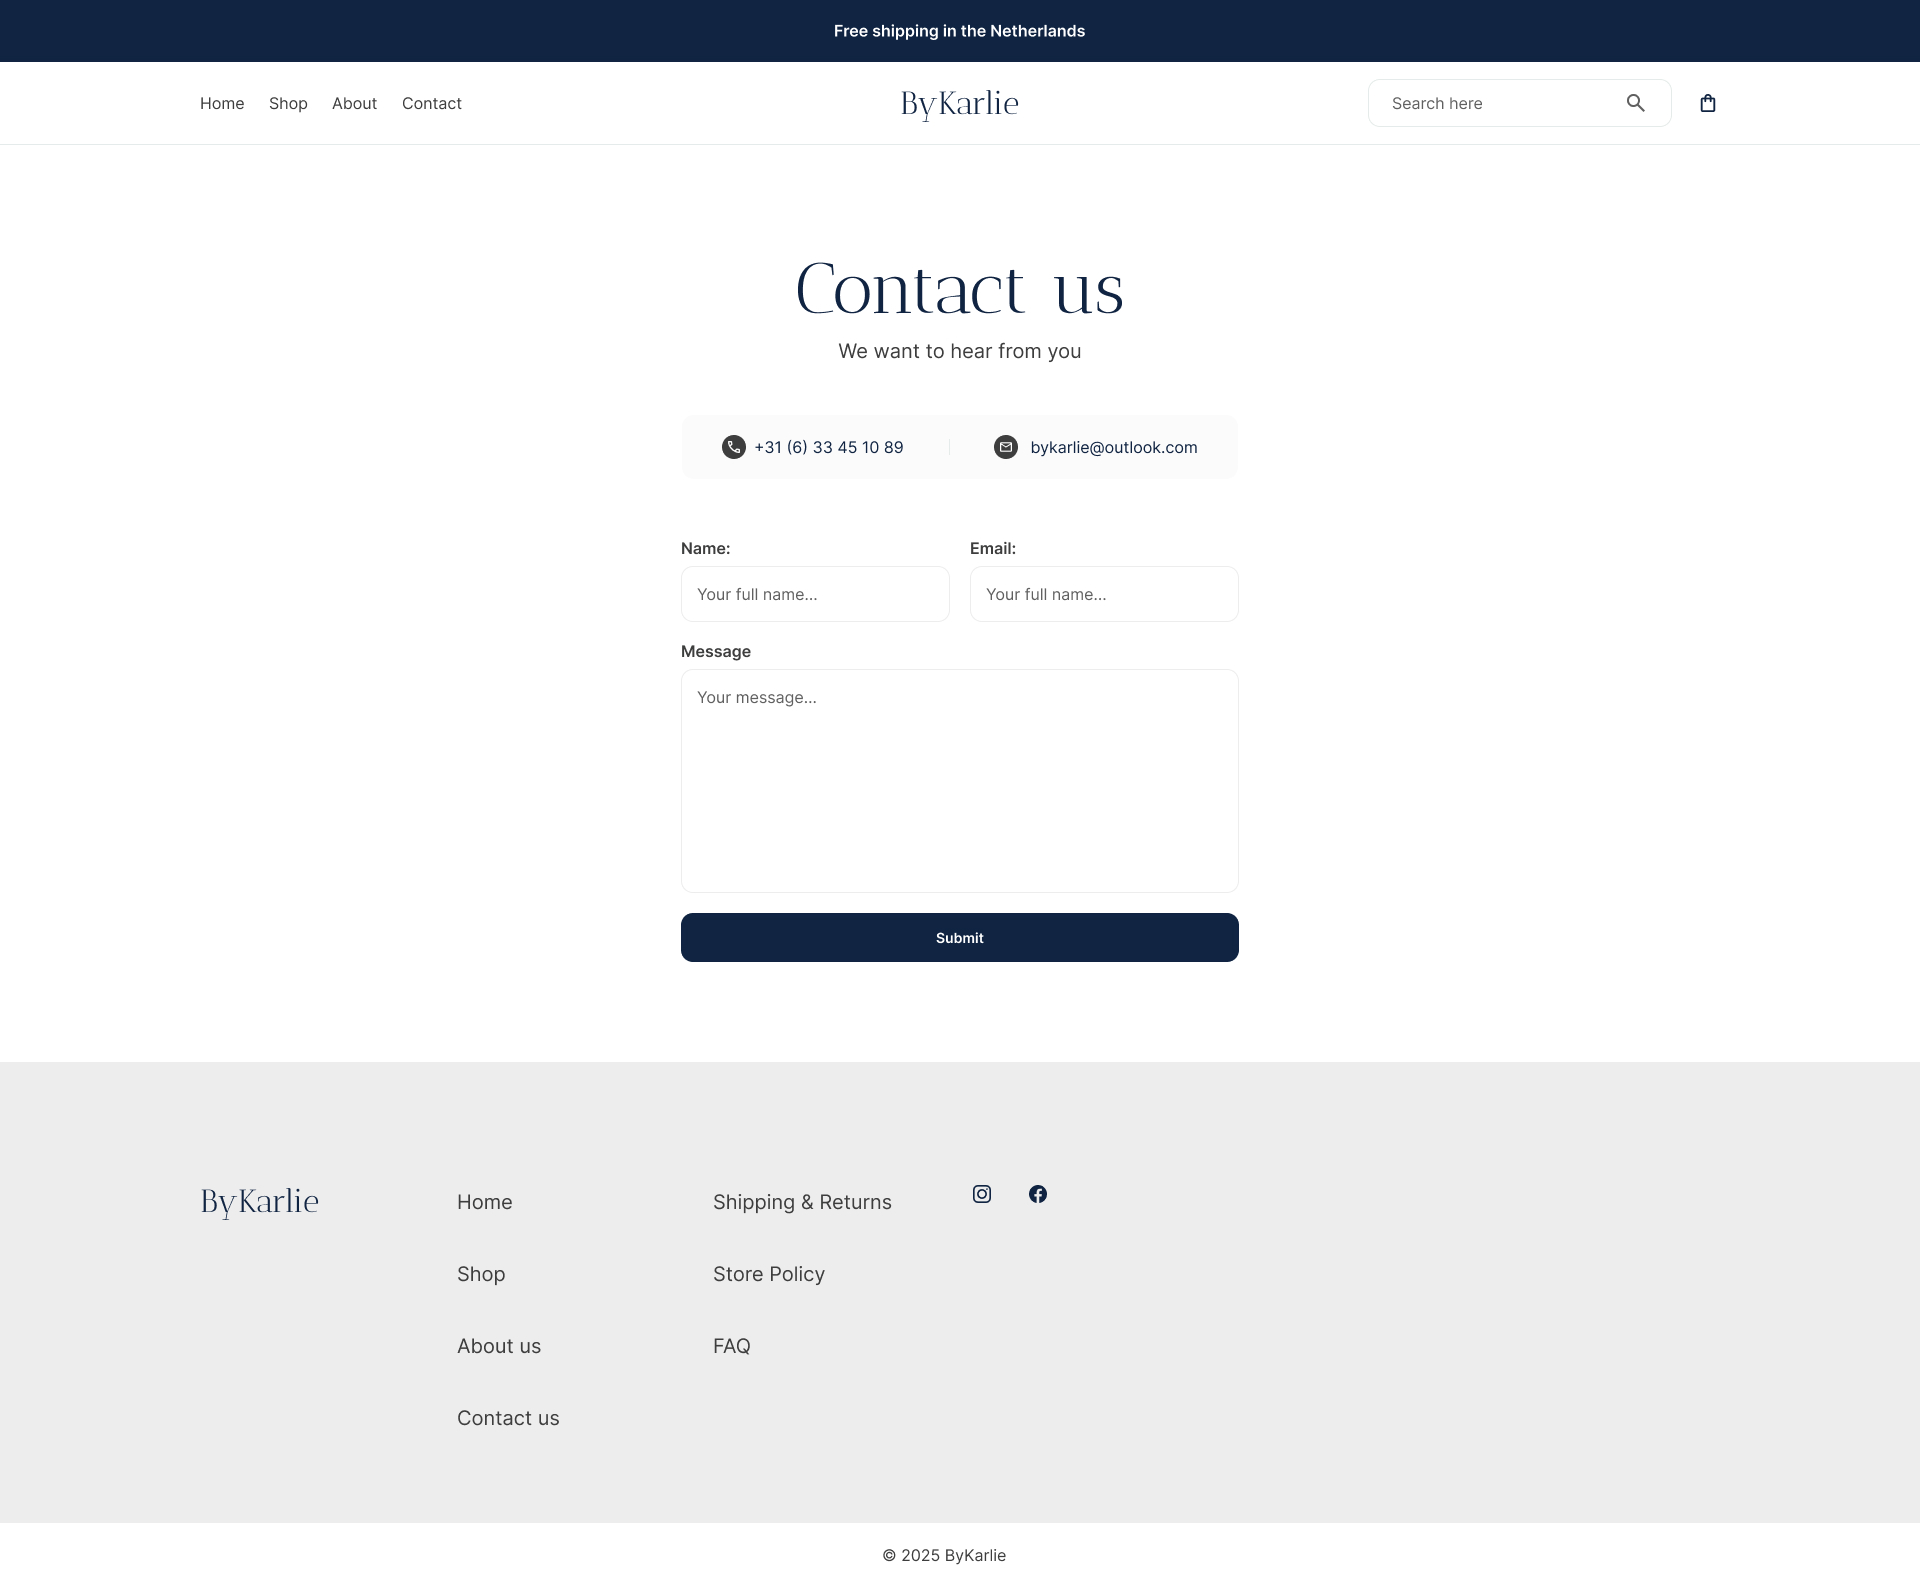 Free shipping in the Netherlands
Home Shop About Contact
ByKarlie
Search here
Contact us
We want to hear from you
+31 (6) 33 45 10 89
bykarlie@outlook.com
Name: Email:
Your full name... Your full name...
Message
Your message...
Submit
ByKarlie
Home
Shop
About us
Contact us
Shipping & Returns
Store Policy
FAQ
© 2025 ByKarlie